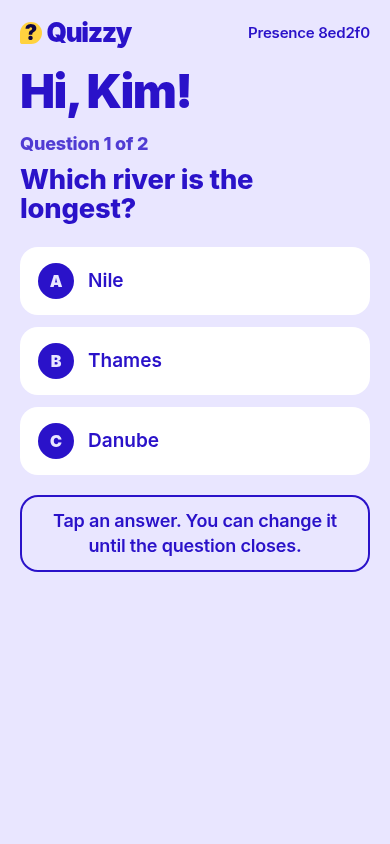 ? Quizzy
Presence 8ed2f0
Hi, Kim!
Question 1 of 2
Which river is the
longest?
A Nile
B Thames
C Danube
Tap an answer. You can change it
until the question closes.